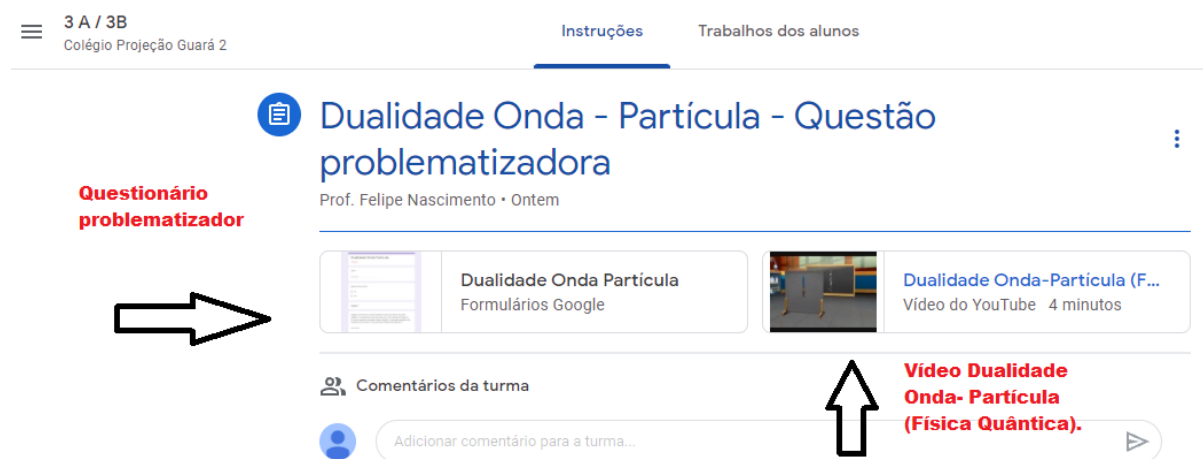 3 A / 3B
Colégio Projeção Guará 2
Instruções
Trabalhos dos alunos
Dualidade Onda - Partícula - Questão
problematizadora
Prof. Felipe Nascimento • Ontem
Questionário
problematizador
Dualidade Onda Partícula
Formulários Google
Dualidade Onda-Partícula (F...
Vídeo do YouTube 4 minutos
Comentários da turma
Vídeo Dualidade
Onda- Partícula
(Física Quântica).
Adicionar comentário para a turma...